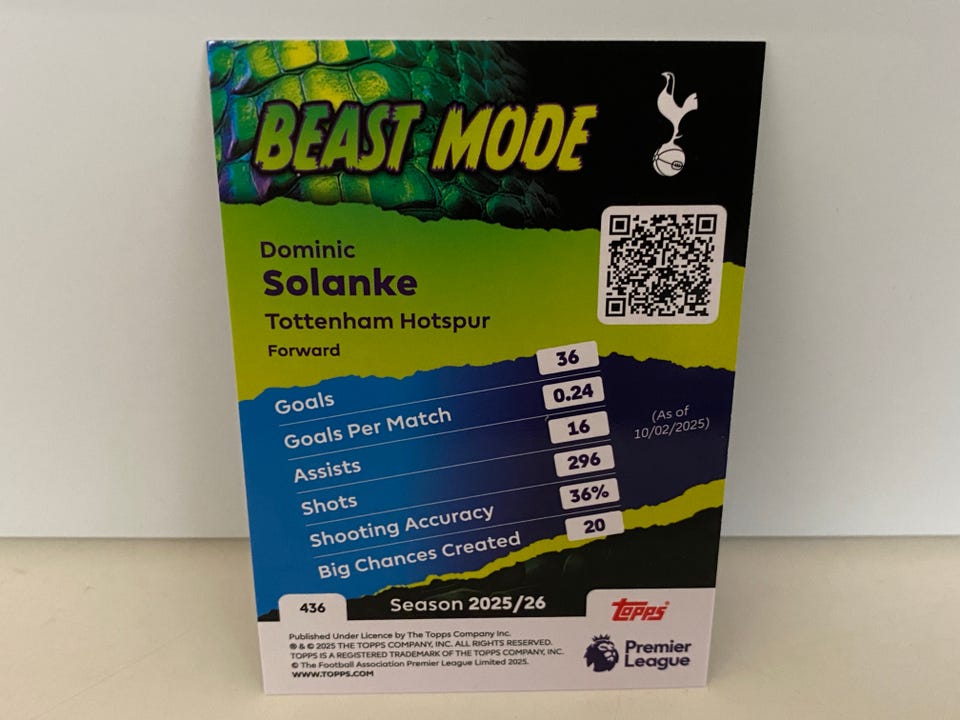 BEAST MODE
Dominic
Solanke
Tottenham Hotspur
Forward
Goals 36
Goals Per Match 0.24
Assists 16
Shots 296
Shooting Accuracy 36%
Big Chances Created 20
(As of
10/02/2025)
436
Season 2025/26
topps®
Published Under Licence by The Topps Company Inc.
® & © 2025 THE TOPPS COMPANY, INC. ALL RIGHTS RESERVED.
TOPPS IS A REGISTERED TRADEMARK OF THE TOPPS COMPANY, INC.
© The Football Association Premier League Limited 2025.
WWW.TOPPS.COM
Premier
League